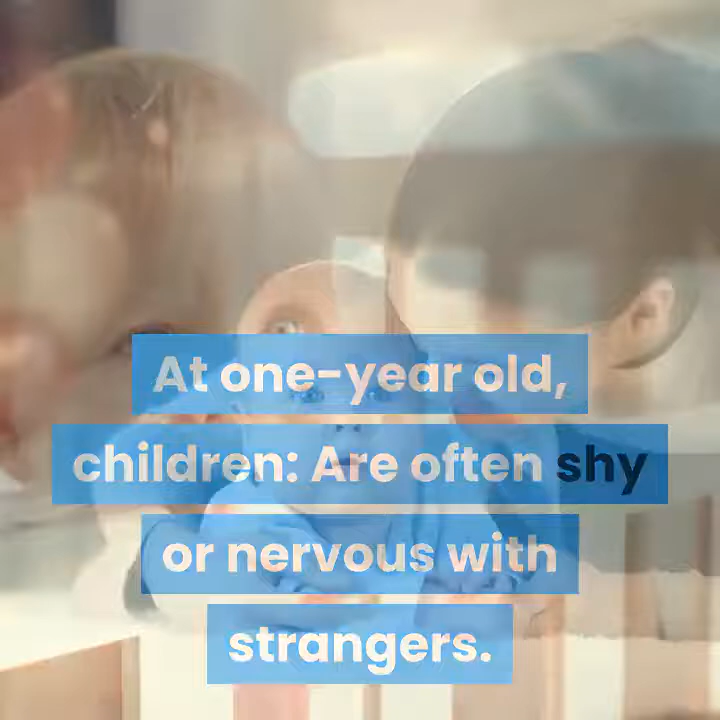 At one-year old,
children: Are often shy
or nervous with
strangers.